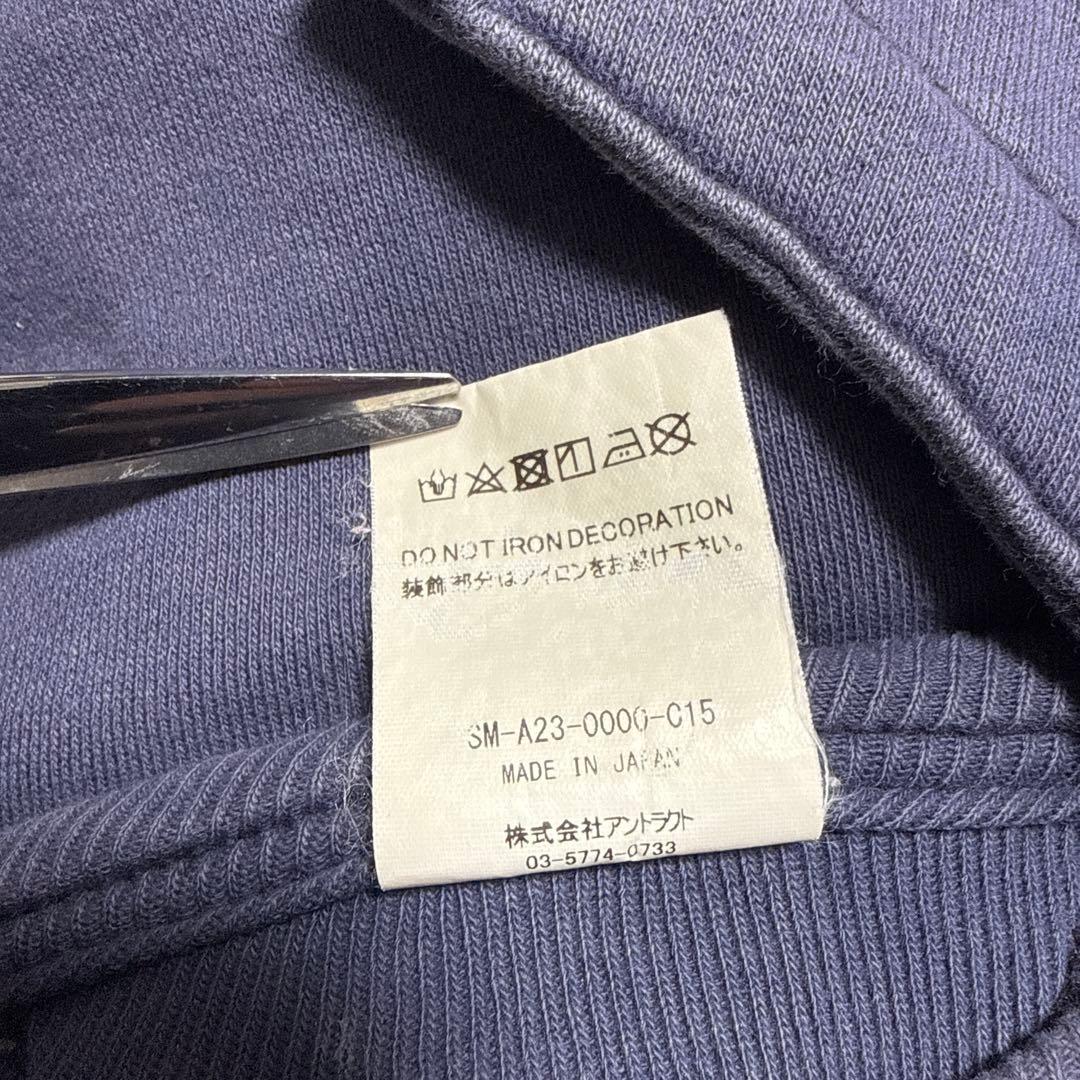 DO NOT IRON DECORATION
装飾部分はアイロンをお避け下さい。
SM-A23-0000-C15
MADE IN JAPAN
株式会社アントラクト
03-5774-0733